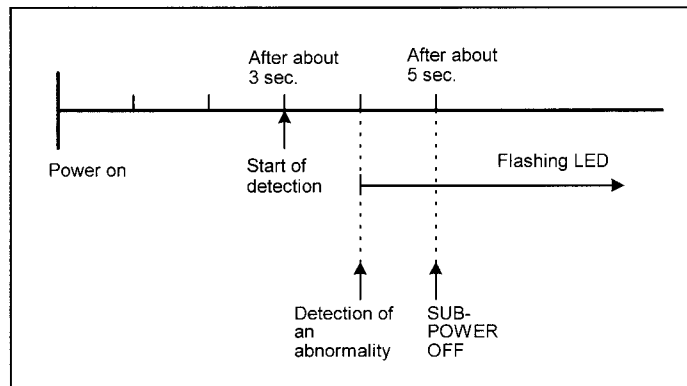 After about
3 sec.
After about
5 sec.
Power on
Start of
detection
Flashing LED
Detection of
an
abnormality
SUB-
POWER
OFF